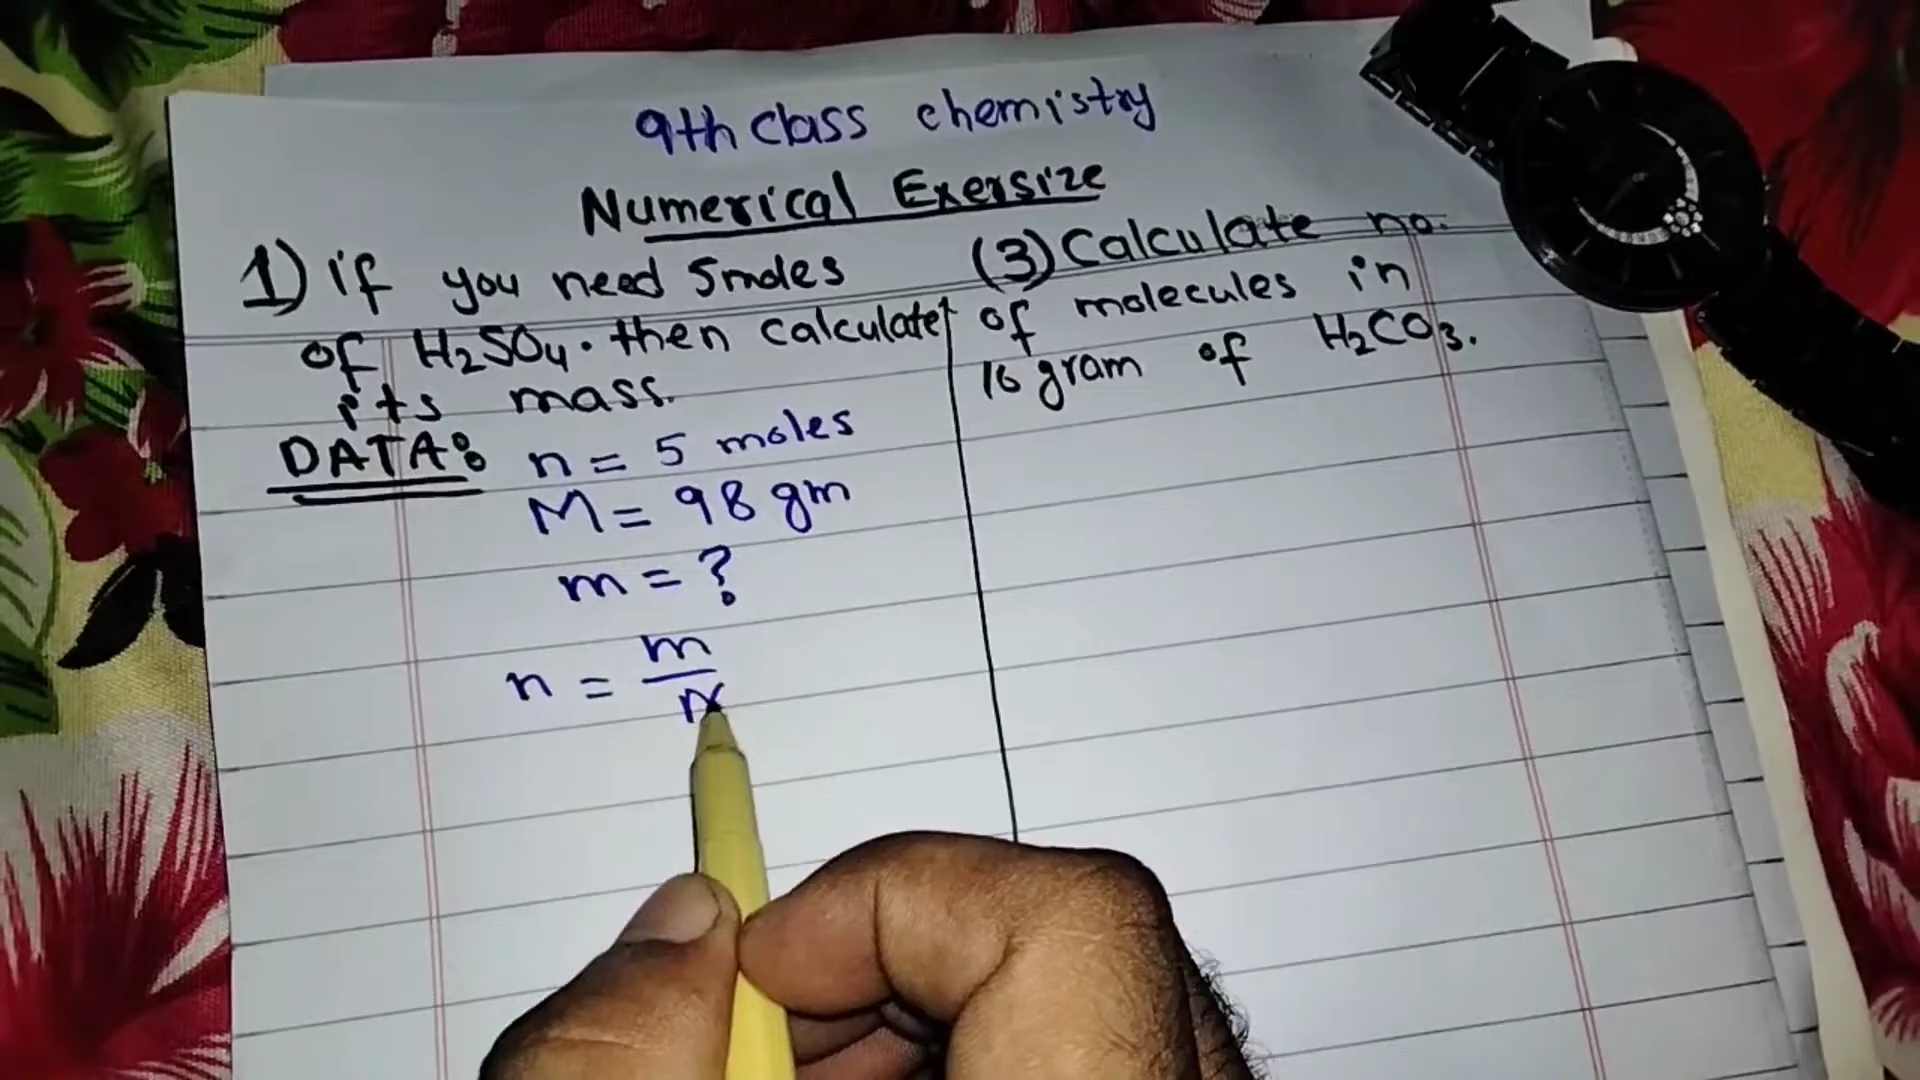 9th class chemistry
Numerical Exersize
1) if you need 5moles
of H₂SO₄. then calculate
its mass.
DATA:
n = 5 moles
M = 98 gm
m = ?
n = m
(3) Calculate no.
of molecules in
16 gram of H₂CO₃.